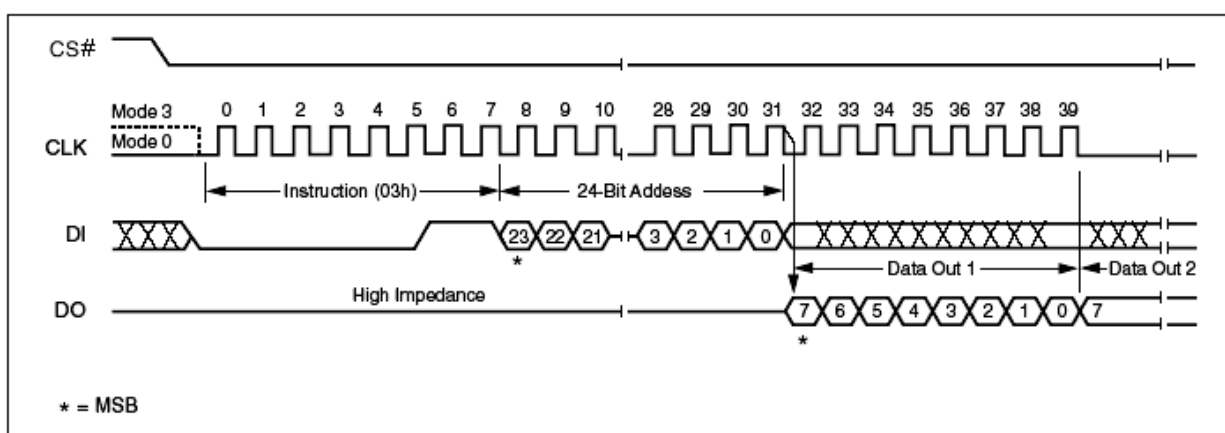 CS#
Mode 3
0 1 2 3 4 5 6 7 8 9 10 28 29 30 31 32 33 34 35 36 37 38 39
Mode 0
CLK
Instruction (03h)
24-Bit Addess
DI
23 22 21 3 2 1 0
*
Data Out 1
Data Out 2
High Impedance
DO
7 6 5 4 3 2 1 0 7
*
* = MSB